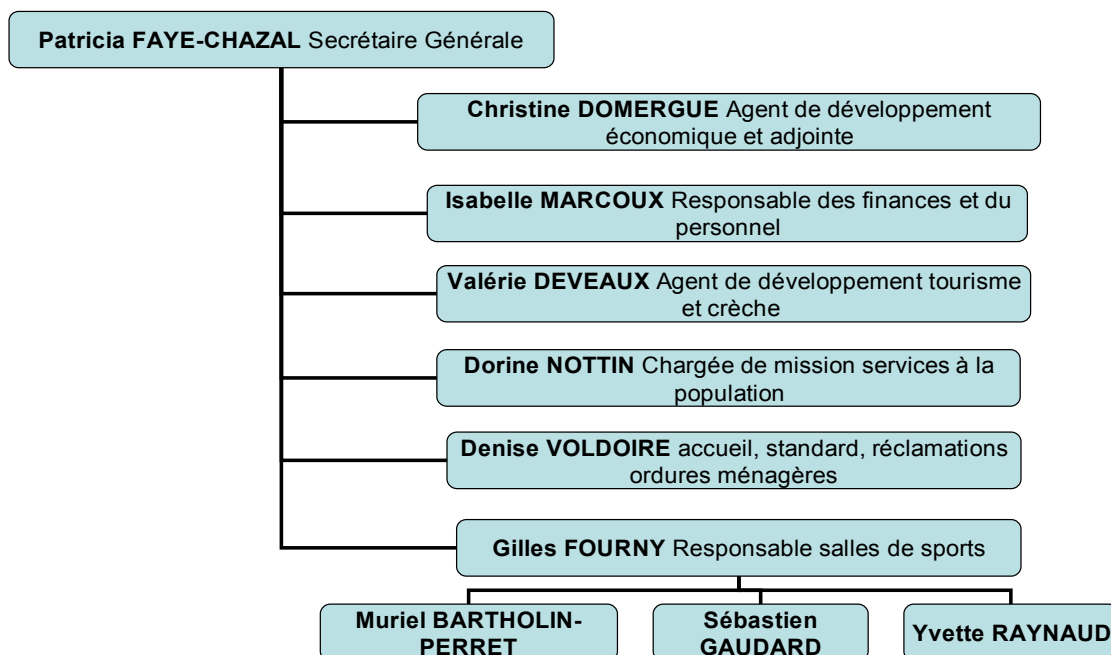 Patricia FAYE-CHAZAL Secrétaire Générale
Christine DOMERGUE Agent de développement
économique et adjointe
Isabelle MARCOUX Responsable des finances et du
personnel
Valérie DEVEAUX Agent de développement tourisme
et crèche
Dorine NOTTIN Chargée de mission services à la
population
Denise VOLDOIRE accueil, standard, réclamations
ordures ménagères
Gilles FOURNY Responsable salles de sports
Muriel BARTHOLIN-
PERRET
Sébastien
GAUDARD
Yvette RAYNAUD